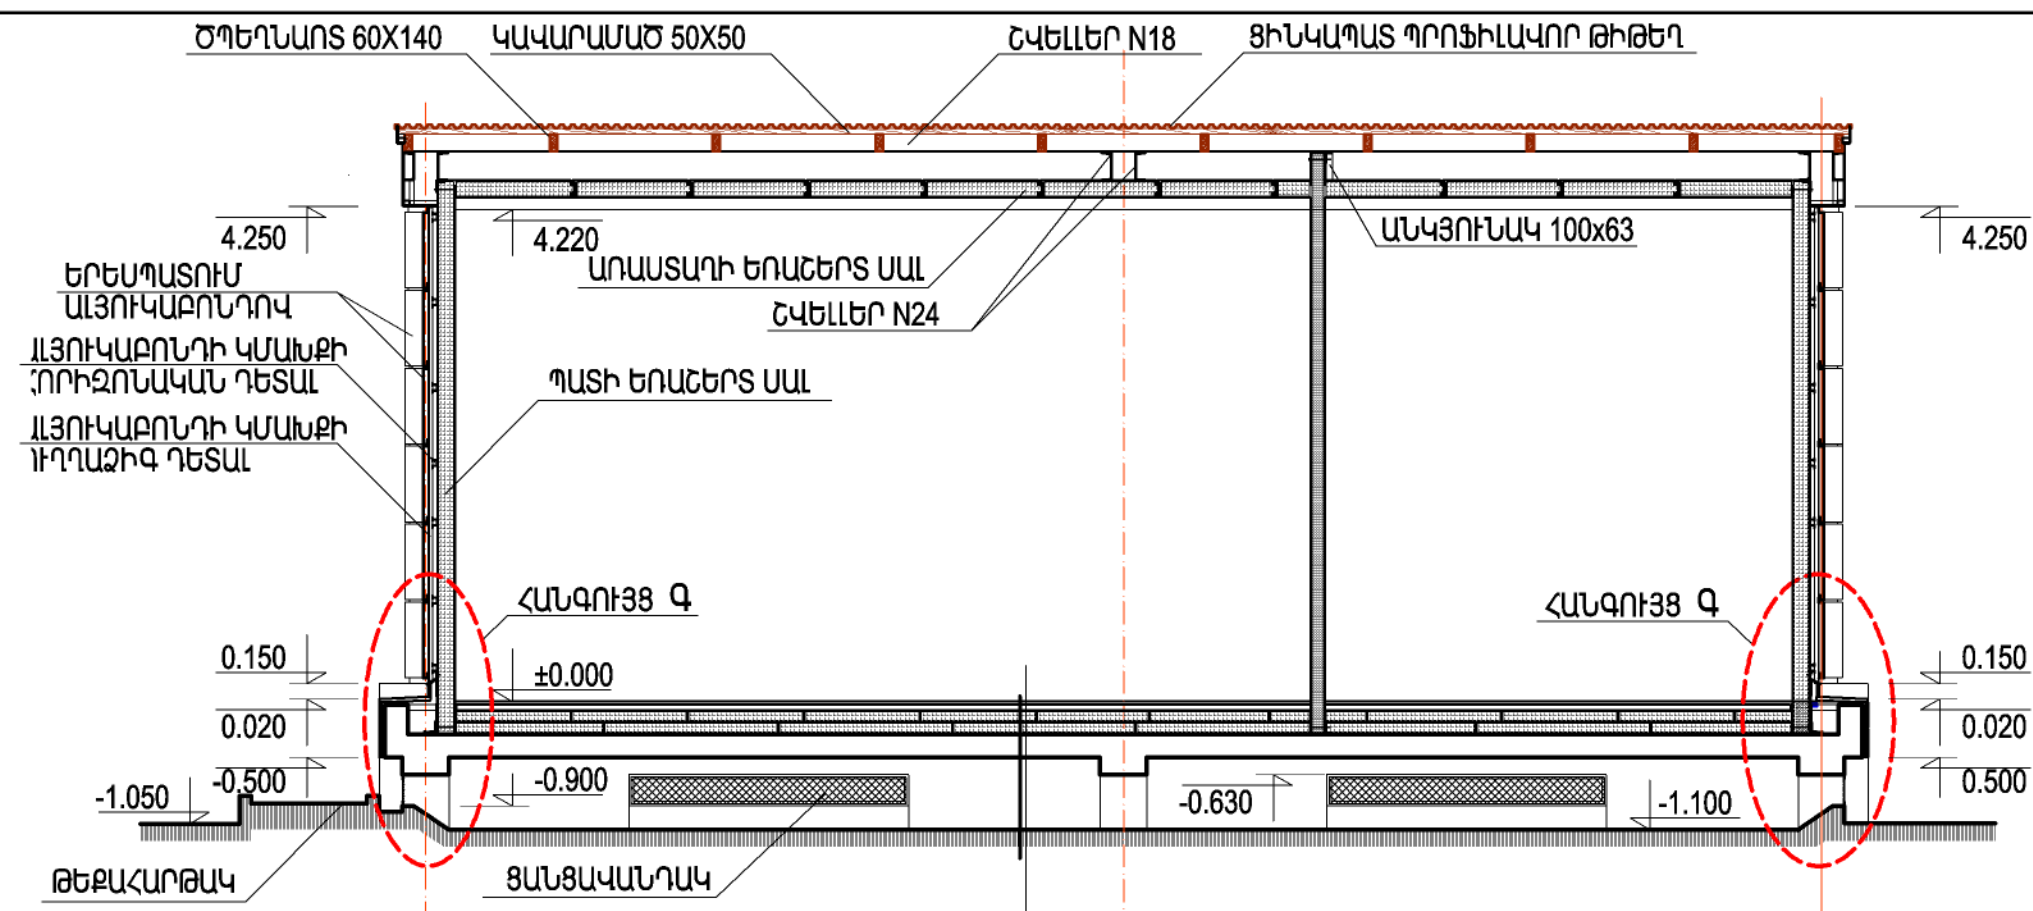 ԾՊԵՂՆԱՈՏ 60X140
ԿԱՎԱՐԱՄԱԾ 50X50
ՇՎԵԼԼԵՐ N18
ՑԻՆԿԱՊԱՏ ՊՐՈՖԻԼԱՎՈՐ ԹԻԹԵՂ
4.250
4.220
ԱՆԿՅՈՒՆԱԿ 100x63
4.250
ԱՌԱՍՏԱՂԻ ԵՌԱՇԵՐՏ ՍԱԼ
ՇՎԵԼԼԵՐ N24
ԵՐԵՍՊԱՏՈՒՄ
ԱԼՅՈՒԿԱԲՈՆԴՈՎ
ԱԼՅՈՒԿԱԲՈՆԴԻ ԿՄԱԽՔԻ
ՀՈՐԻԶՈՆԱԿԱՆ ԴԵՏԱԼ
ՊԱՏԻ ԵՌԱՇԵՐՏ ՍԱԼ
ԱԼՅՈՒԿԱԲՈՆԴԻ ԿՄԱԽՔԻ
ՈՒՂՂԱՁԻԳ ԴԵՏԱԼ
ՀԱՆԳՈՒՅՑ Գ
ՀԱՆԳՈՒՅՑ Գ
0.150
±0.000
0.150
0.020
0.020
-0.500
-0.900
-0.630
-1.100
0.500
-1.050
ԹԵՔԱՀԱՐԹԱԿ
ՑԱՆՑԱՎԱՆԴԱԿ